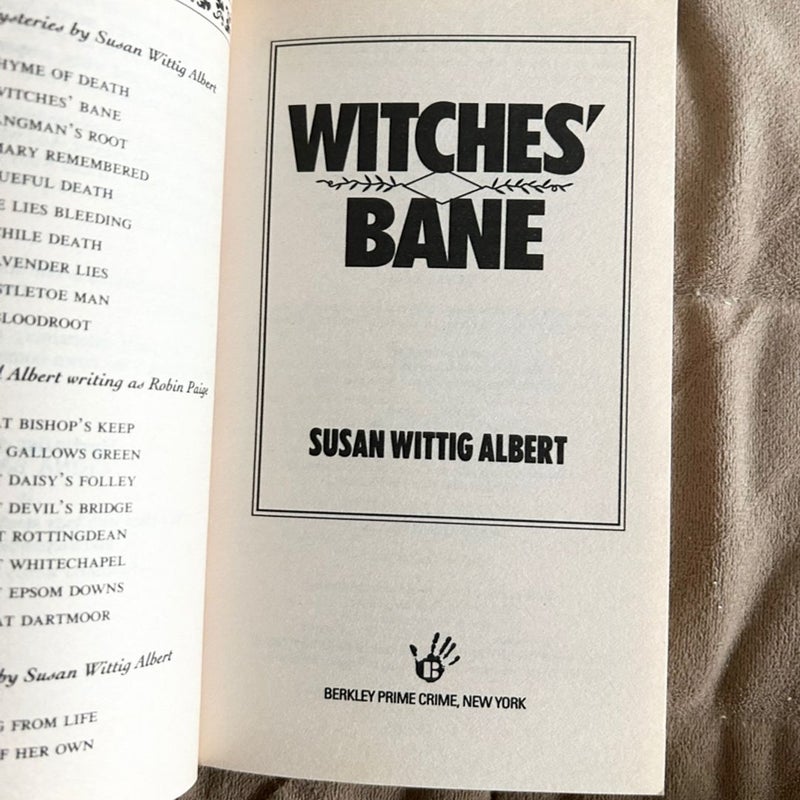 ysteries by Susan Wittig Albert
HYME OF DEATH
VITCHES' BANE
ANGMAN'S ROOT
MARY REMEMBERED
UEFUL DEATH
E LIES BLEEDING
HILE DEATH
AVENDER LIES
STLETOE MAN
BLOODROOT
l Albert writing as Robin Paige
AT BISHOP'S KEEP
T GALLOWS GREEN
T DAISY'S FOLLEY
T DEVIL'S BRIDGE
T ROTTINGDEAN
T WHITECHAPEL
T EPSOM DOWNS
AT DARTMOOR
by Susan Wittig Albert
G FROM LIFE
F HER OWN
WITCHES'
BANE
SUSAN WITTIG ALBERT
B
BERKLEY PRIME CRIME, NEW YORK